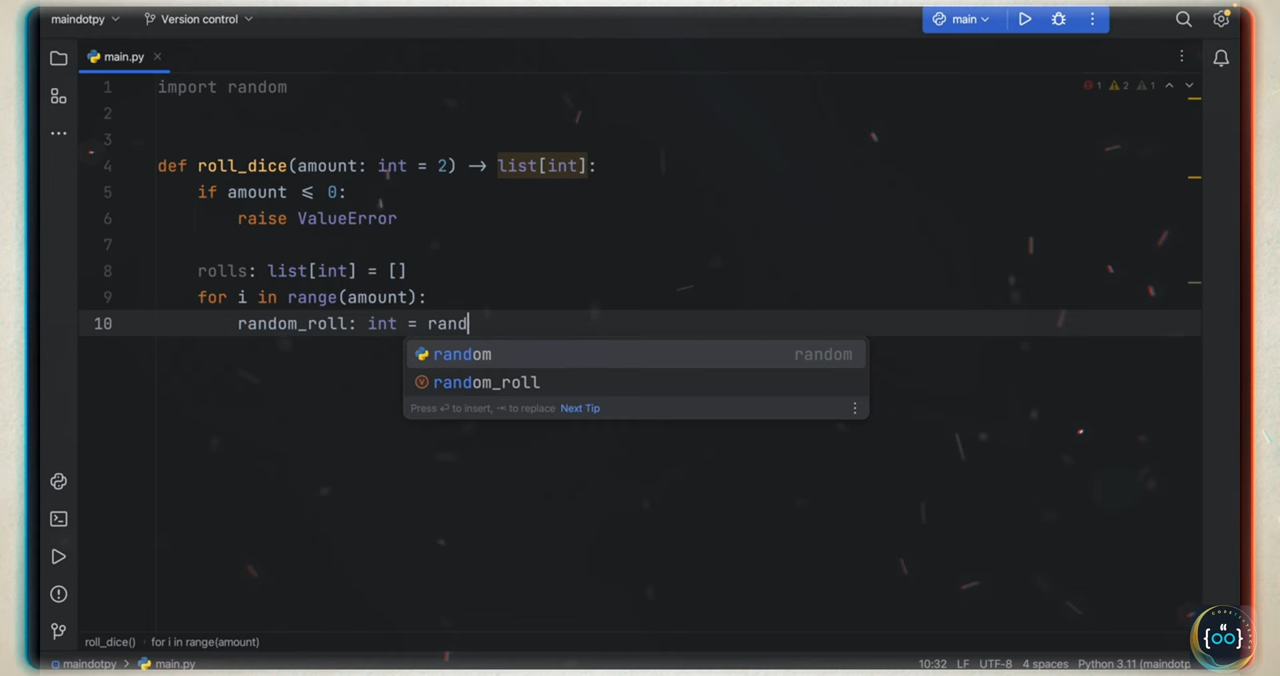 maindotpy Version control main
main.py
1 import random
2
3
4 def roll_dice(amount: int = 2) → list[int]:
5 if amount ⩽ 0:
6 raise ValueError
7
8 rolls: list[int] = []
9 for i in range(amount):
10 random_roll: int = rand
1 2 1
random random
random_roll
Press ⏎ to insert, ⇥ to replace Next Tip
roll_dice() › for i in range(amount)
maindotpy › main.py 10:32 LF UTF-8 4 spaces Python 3.11 (maindotp